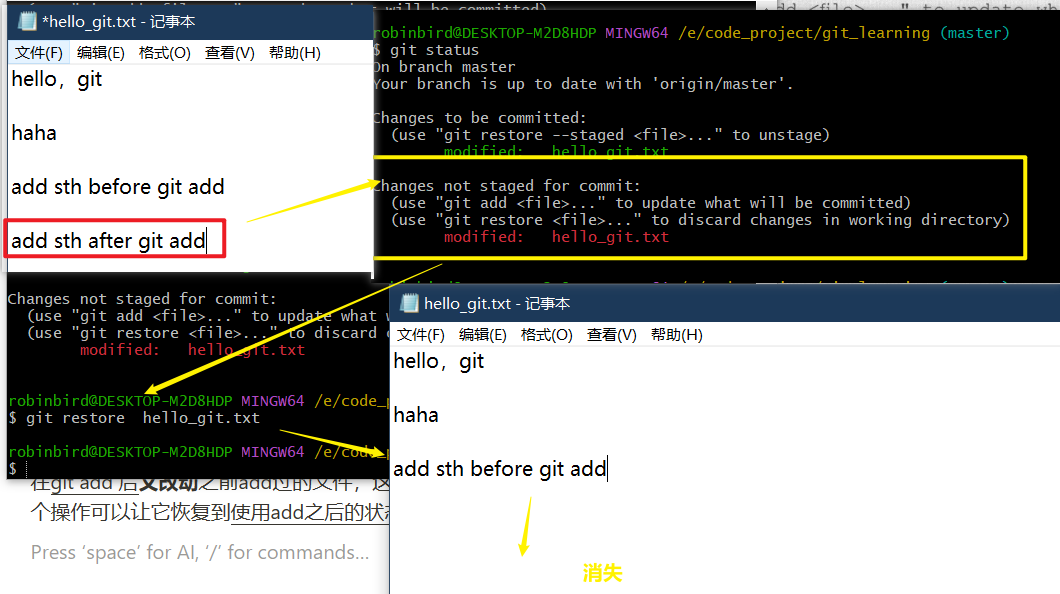 *hello_git.txt - 记事本
文件(F) 编辑(E) 格式(O) 查看(V) 帮助(H)
hello，git
haha
add sth before git add
add sth after git add
robinbird@DESKTOP-M2D8HDP MINGW64 /e/code_project/git_learning (master)
$ git status
On branch master
Your branch is up to date with 'origin/master'.
Changes to be committed:
(use "git restore --staged <file>..." to unstage)
modified: hello_git.txt
Changes not staged for commit:
(use "git add <file>..." to update what will be committed)
(use "git restore <file>..." to discard changes in working directory)
modified: hello_git.txt
Changes not staged for commit:
(use "git add <file>..." to update what w
(use "git restore <file>..." to discard c
modified: hello_git.txt
robinbird@DESKTOP-M2D8HDP MINGW64 /e/code_p
$ git restore hello_git.txt
robinbird@DESKTOP-M2D8HDP MINGW64 /e/code_p
$
hello_git.txt - 记事本
文件(F) 编辑(E) 格式(O) 查看(V) 帮助(H)
hello，git
haha
add sth before git add
消失
在git add 后又改动之前add过的文件，这
个操作可以让它恢复到使用add之后的状态
Press ‘space’ for AI, ‘/’ for commands...